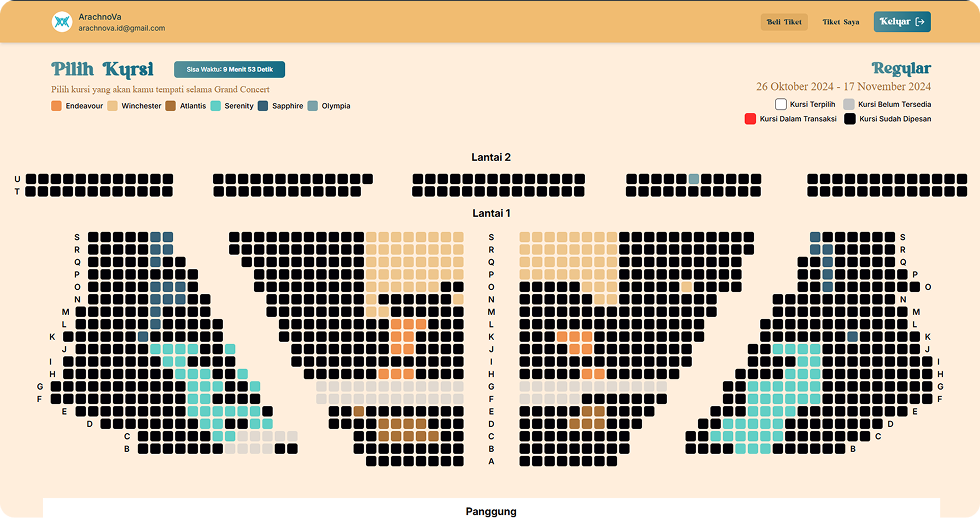 ArachnoVa
arachnova.id@gmail.com
Beli Tiket
Tiket Saya
Keluar
Pilih Kursi
Sisa Waktu: 9 Menit 53 Detik
Pilih kursi yang akan kamu tempati selama Grand Concert
Endeavour Winchester Atlantis Serenity Sapphire Olympia
Regular
26 Oktober 2024 - 17 November 2024
Kursi Terpilih Kursi Belum Tersedia
Kursi Dalam Transaksi Kursi Sudah Dipesan
Lantai 2
U
T
Lantai 1
S S S
R R R
Q Q Q
P P P
O O O
N N N
M M M
L L L
K K K
J J J
I I I
H H H
G G G
F F F
E E E
D D D
C C C
B B B
A
Panggung